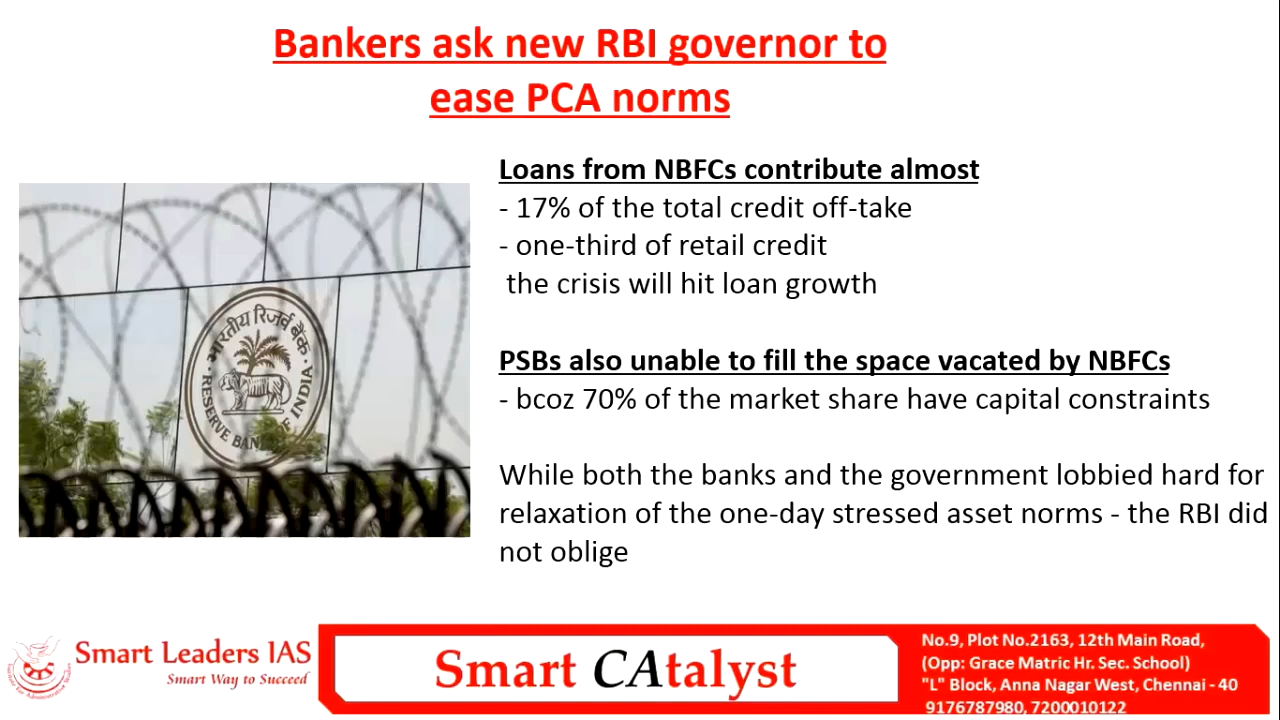 Bankers ask new RBI governor to
ease PCA norms
Loans from NBFCs contribute almost
- 17% of the total credit off-take
- one-third of retail credit
the crisis will hit loan growth
PSBs also unable to fill the space vacated by NBFCs
- bcoz 70% of the market share have capital constraints
While both the banks and the government lobbied hard for
relaxation of the one-day stressed asset norms - the RBI did
not oblige
भारतीय रिज़र्व बैंक
RESERVE BANK OF INDIA
Smart Leaders IAS
Smart Way to Succeed
Smart CAtalyst
No.9, Plot No.2163, 12th Main Road,
(Opp: Grace Matric Hr. Sec. School)
"L" Block, Anna Nagar West, Chennai - 40
9176787980, 7200010122